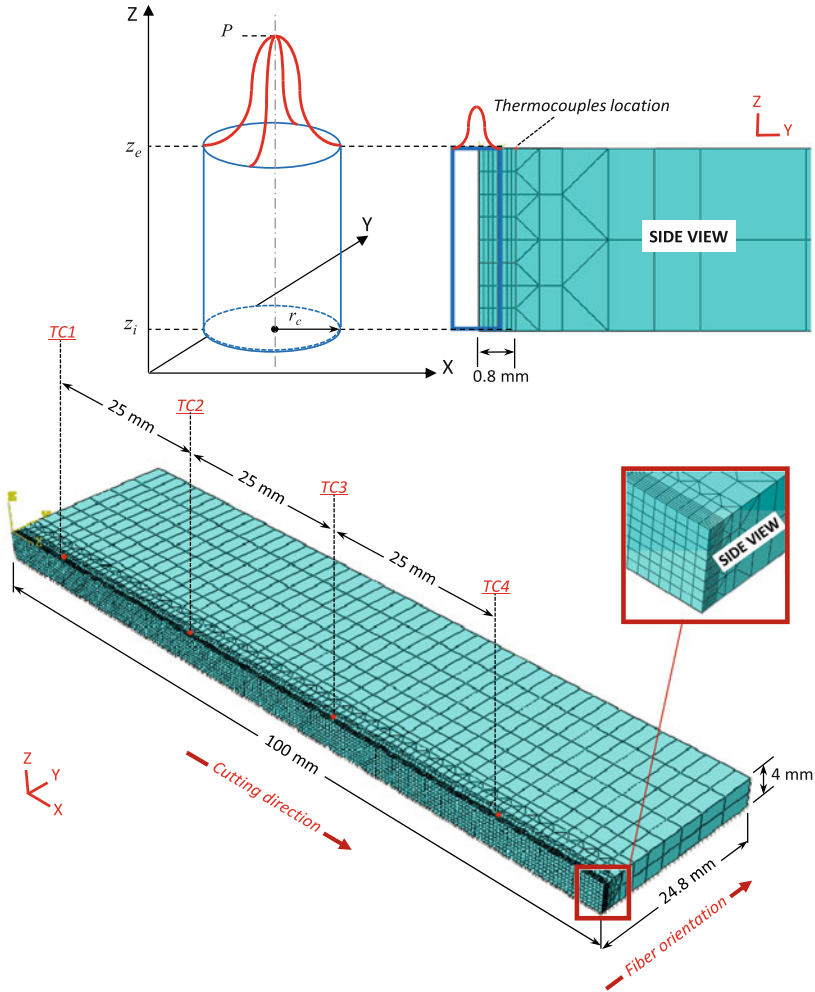 Z
P
Thermocouples location
Z
Y
z_e
Y
SIDE VIEW
z_i
r_c
X
0.8 mm
TC1
25 mm
TC2
25 mm
TC3
25 mm
TC4
SIDE VIEW
100 mm
Z
Y
X
Cutting direction
4 mm
24.8 mm
Fiber orientation